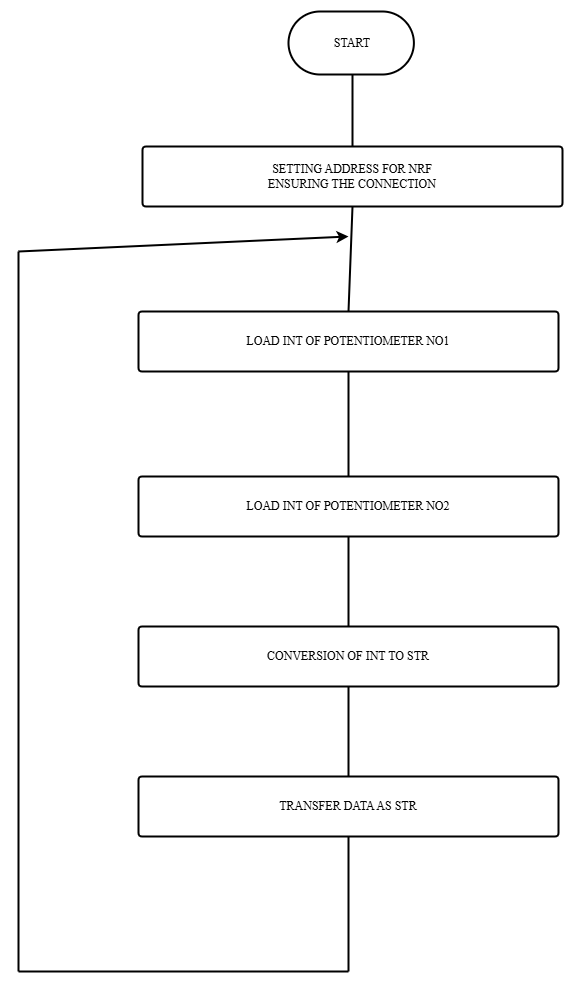 START
SETTING ADDRESS FOR NRF
ENSURING THE CONNECTION
LOAD INT OF POTENTIOMETER NO1
LOAD INT OF POTENTIOMETER NO2
CONVERSION OF INT TO STR
TRANSFER DATA AS STR